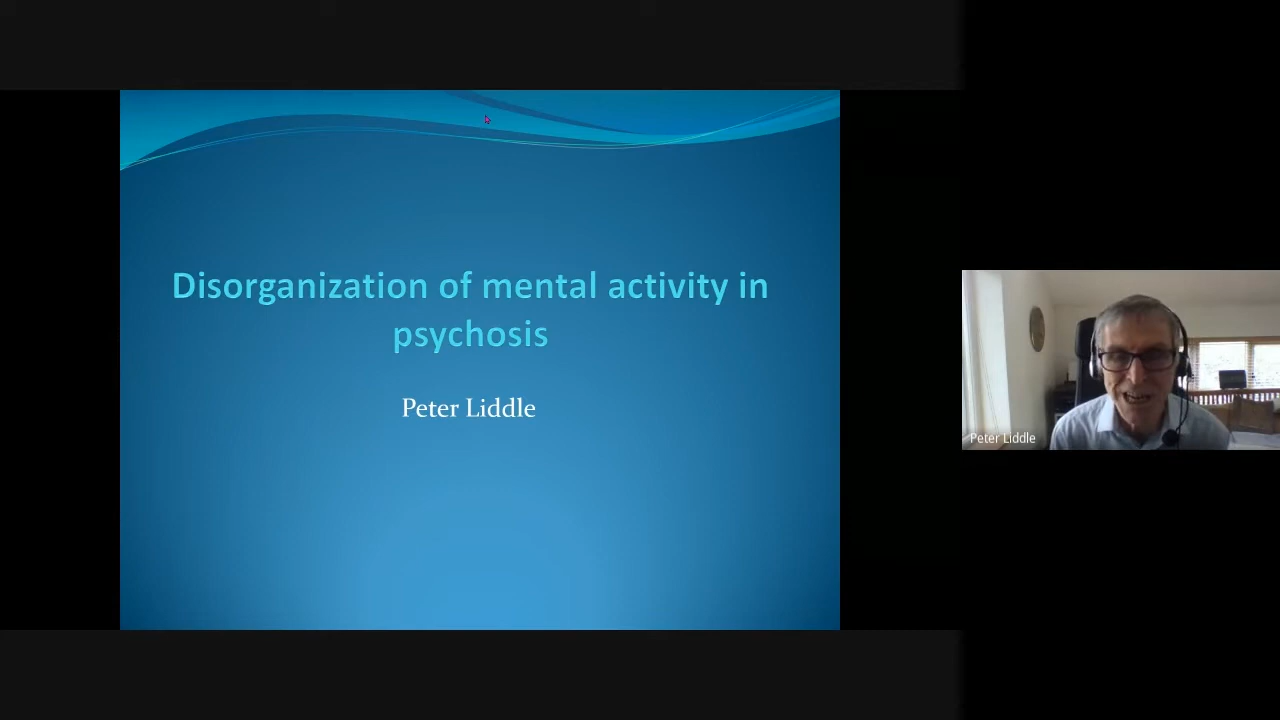 Disorganization of mental activity in
psychosis
Peter Liddle
Peter Liddle